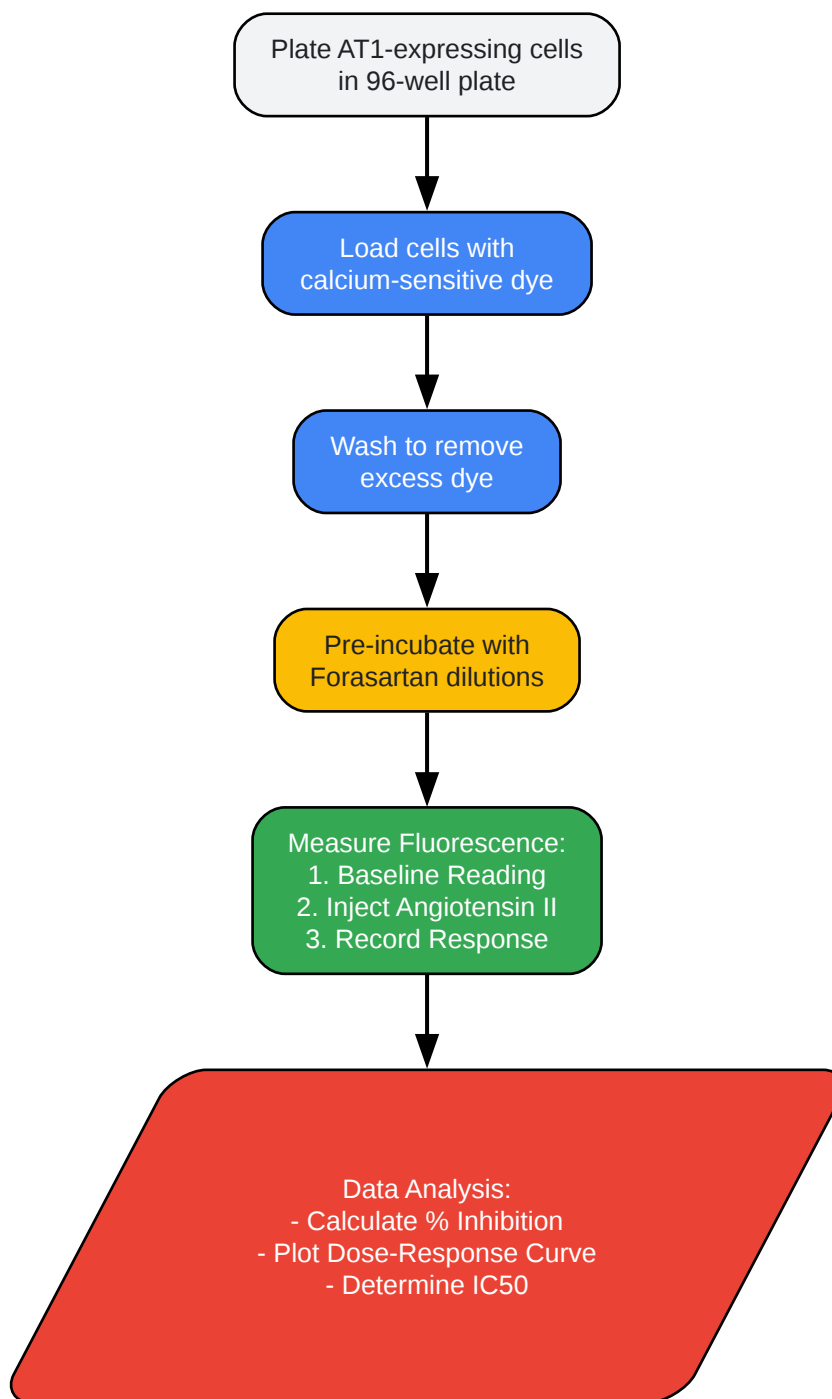 Plate AT1-expressing cells
in 96-well plate
Load cells with
calcium-sensitive dye
Wash to remove
excess dye
Pre-incubate with
Forasartan dilutions
Measure Fluorescence:
1. Baseline Reading
2. Inject Angiotensin II
3. Record Response
Data Analysis:
- Calculate % Inhibition
- Plot Dose-Response Curve
- Determine IC50